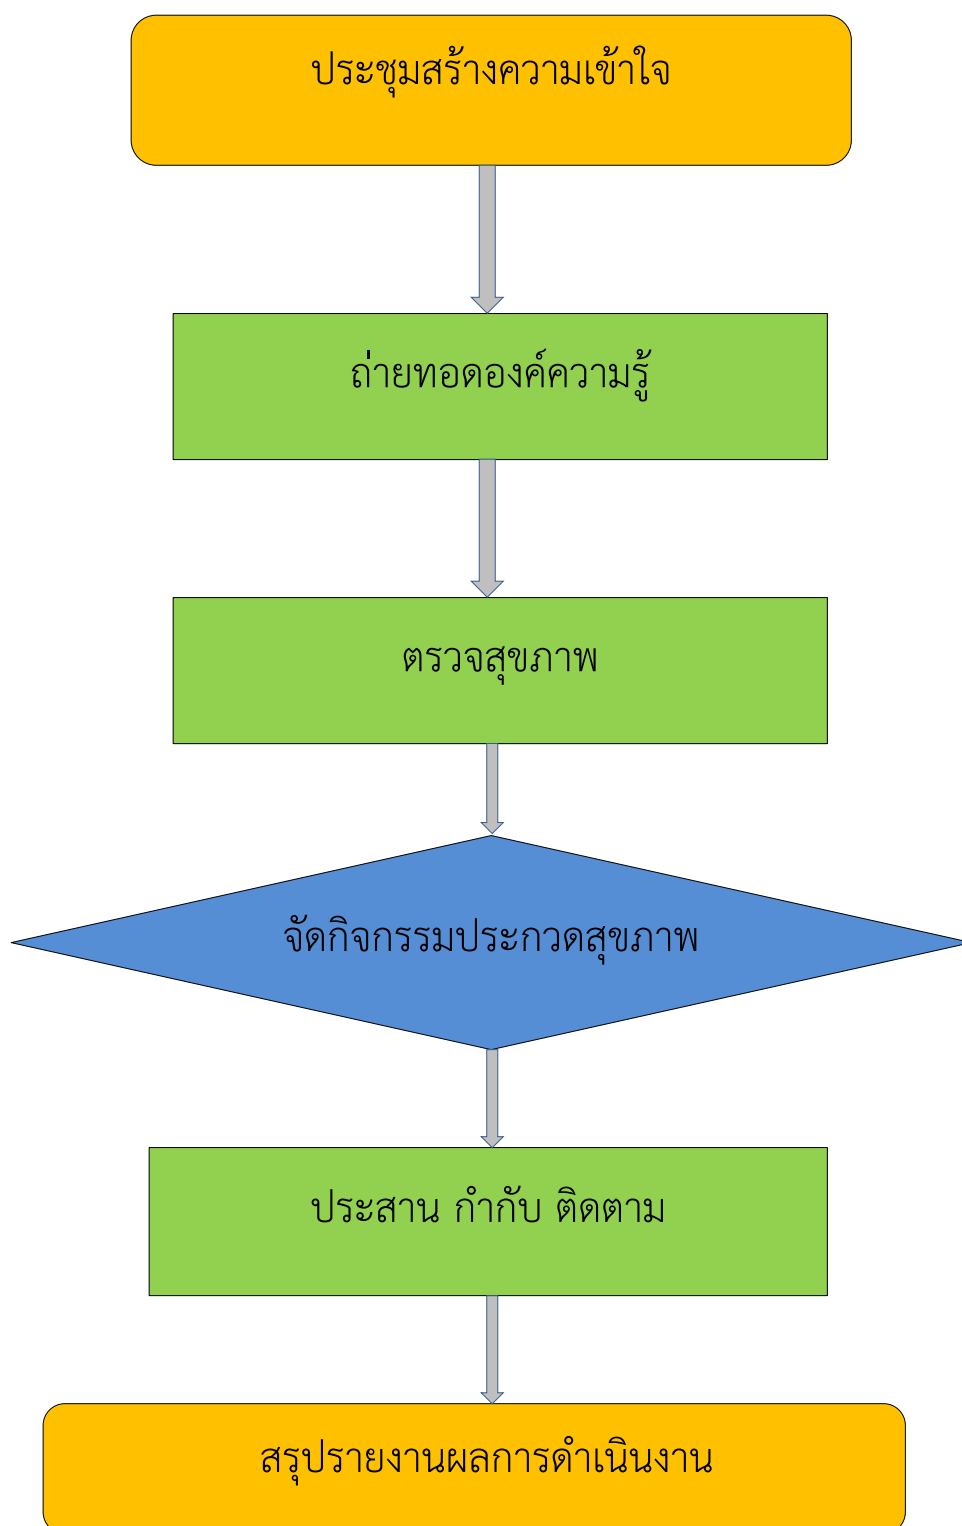 ประชุมสร้างความเข้าใจ
ถ่ายทอดองค์ความรู้
ตรวจสุขภาพ
จัดกิจกรรมประกวดสุขภาพ
ประสาน กำกับ ติดตาม
สรุปรายงานผลการดำเนินงาน